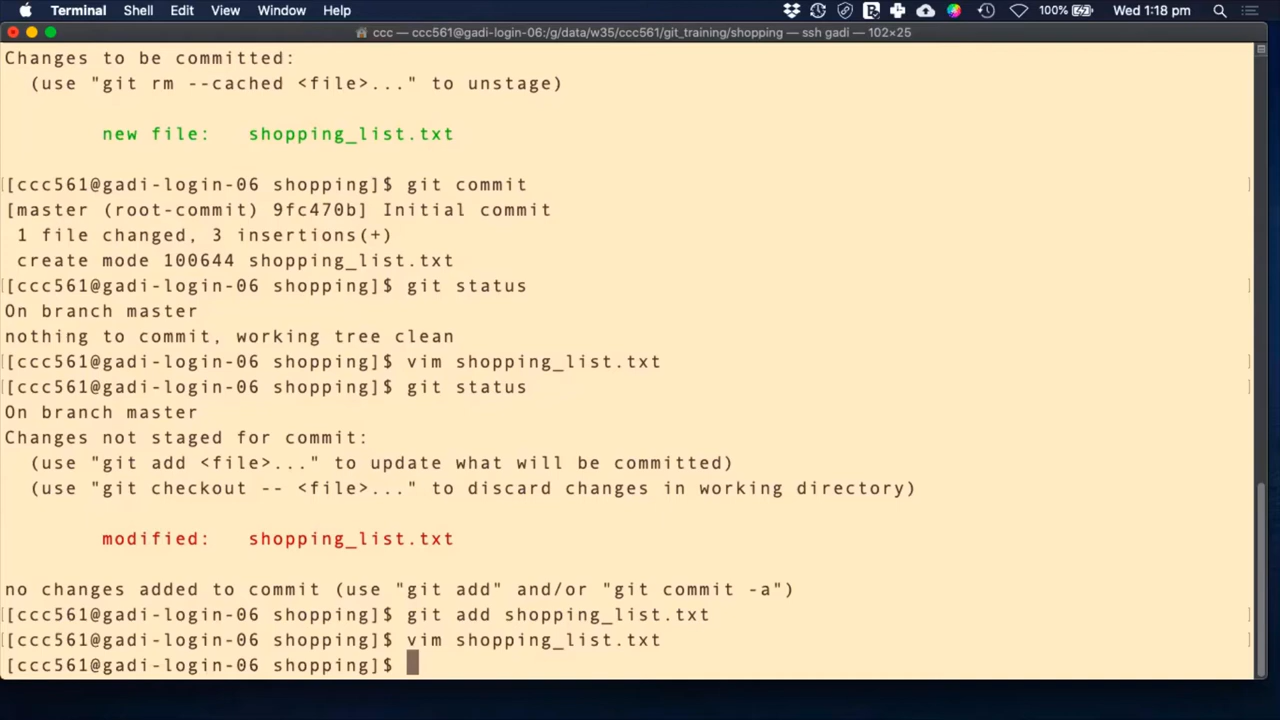 Terminal Shell Edit View Window Help 100% Wed 1:18 pm
ccc — ccc561@gadi-login-06:/g/data/w35/ccc561/git_training/shopping — ssh gadi — 102×25
Changes to be committed:
  (use "git rm --cached <file>..." to unstage)
        new file:   shopping_list.txt
[ccc561@gadi-login-06 shopping]$ git commit
[master (root-commit) 9fc470b] Initial commit
 1 file changed, 3 insertions(+)
 create mode 100644 shopping_list.txt
[ccc561@gadi-login-06 shopping]$ git status
On branch master
nothing to commit, working tree clean
[ccc561@gadi-login-06 shopping]$ vim shopping_list.txt
[ccc561@gadi-login-06 shopping]$ git status
On branch master
Changes not staged for commit:
  (use "git add <file>..." to update what will be committed)
  (use "git checkout -- <file>..." to discard changes in working directory)
        modified:   shopping_list.txt
no changes added to commit (use "git add" and/or "git commit -a")
[ccc561@gadi-login-06 shopping]$ git add shopping_list.txt
[ccc561@gadi-login-06 shopping]$ vim shopping_list.txt
[ccc561@gadi-login-06 shopping]$